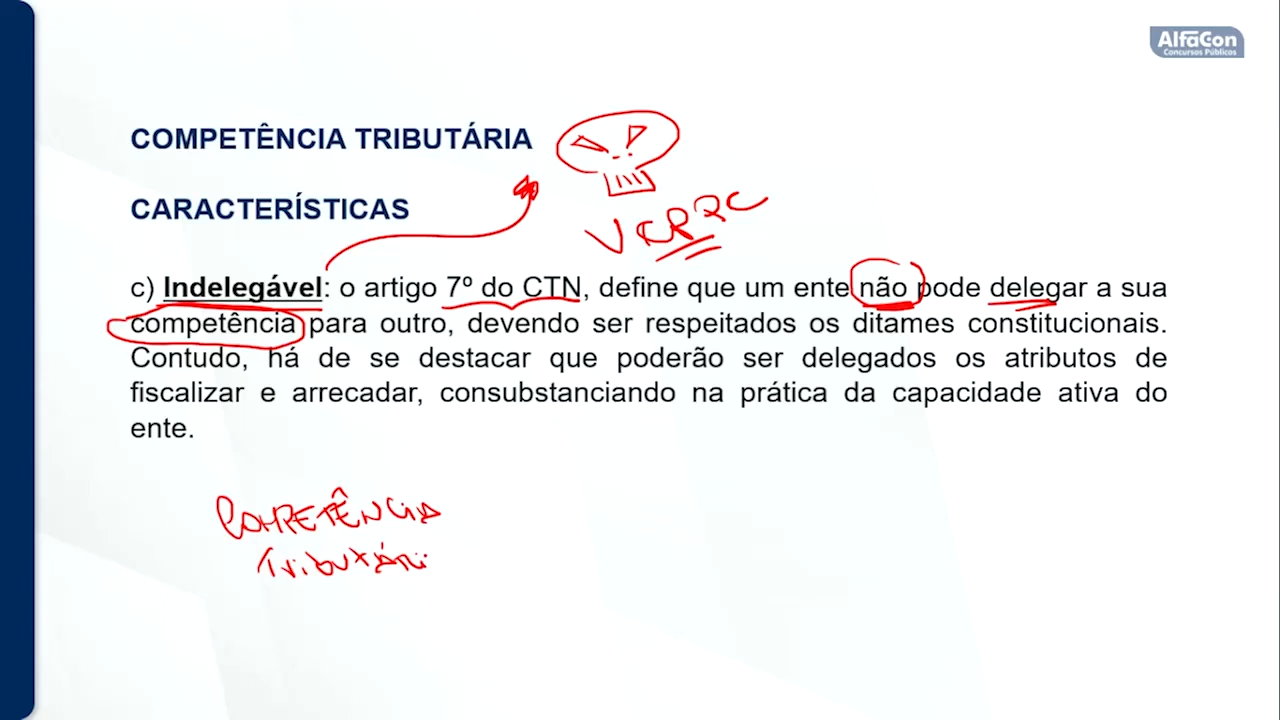 AlfaCon
Concursos Públicos
COMPETÊNCIA TRIBUTÁRIA
CARACTERÍSTICAS
c) Indelegável: o artigo 7º do CTN, define que um ente não pode delegar a sua
competência para outro, devendo ser respeitados os ditames constitucionais.
Contudo, há de se destacar que poderão ser delegados os atributos de
fiscalizar e arrecadar, consubstanciando na prática da capacidade ativa do
ente.
COMPETÊNCIA
TRIBUTÁRI